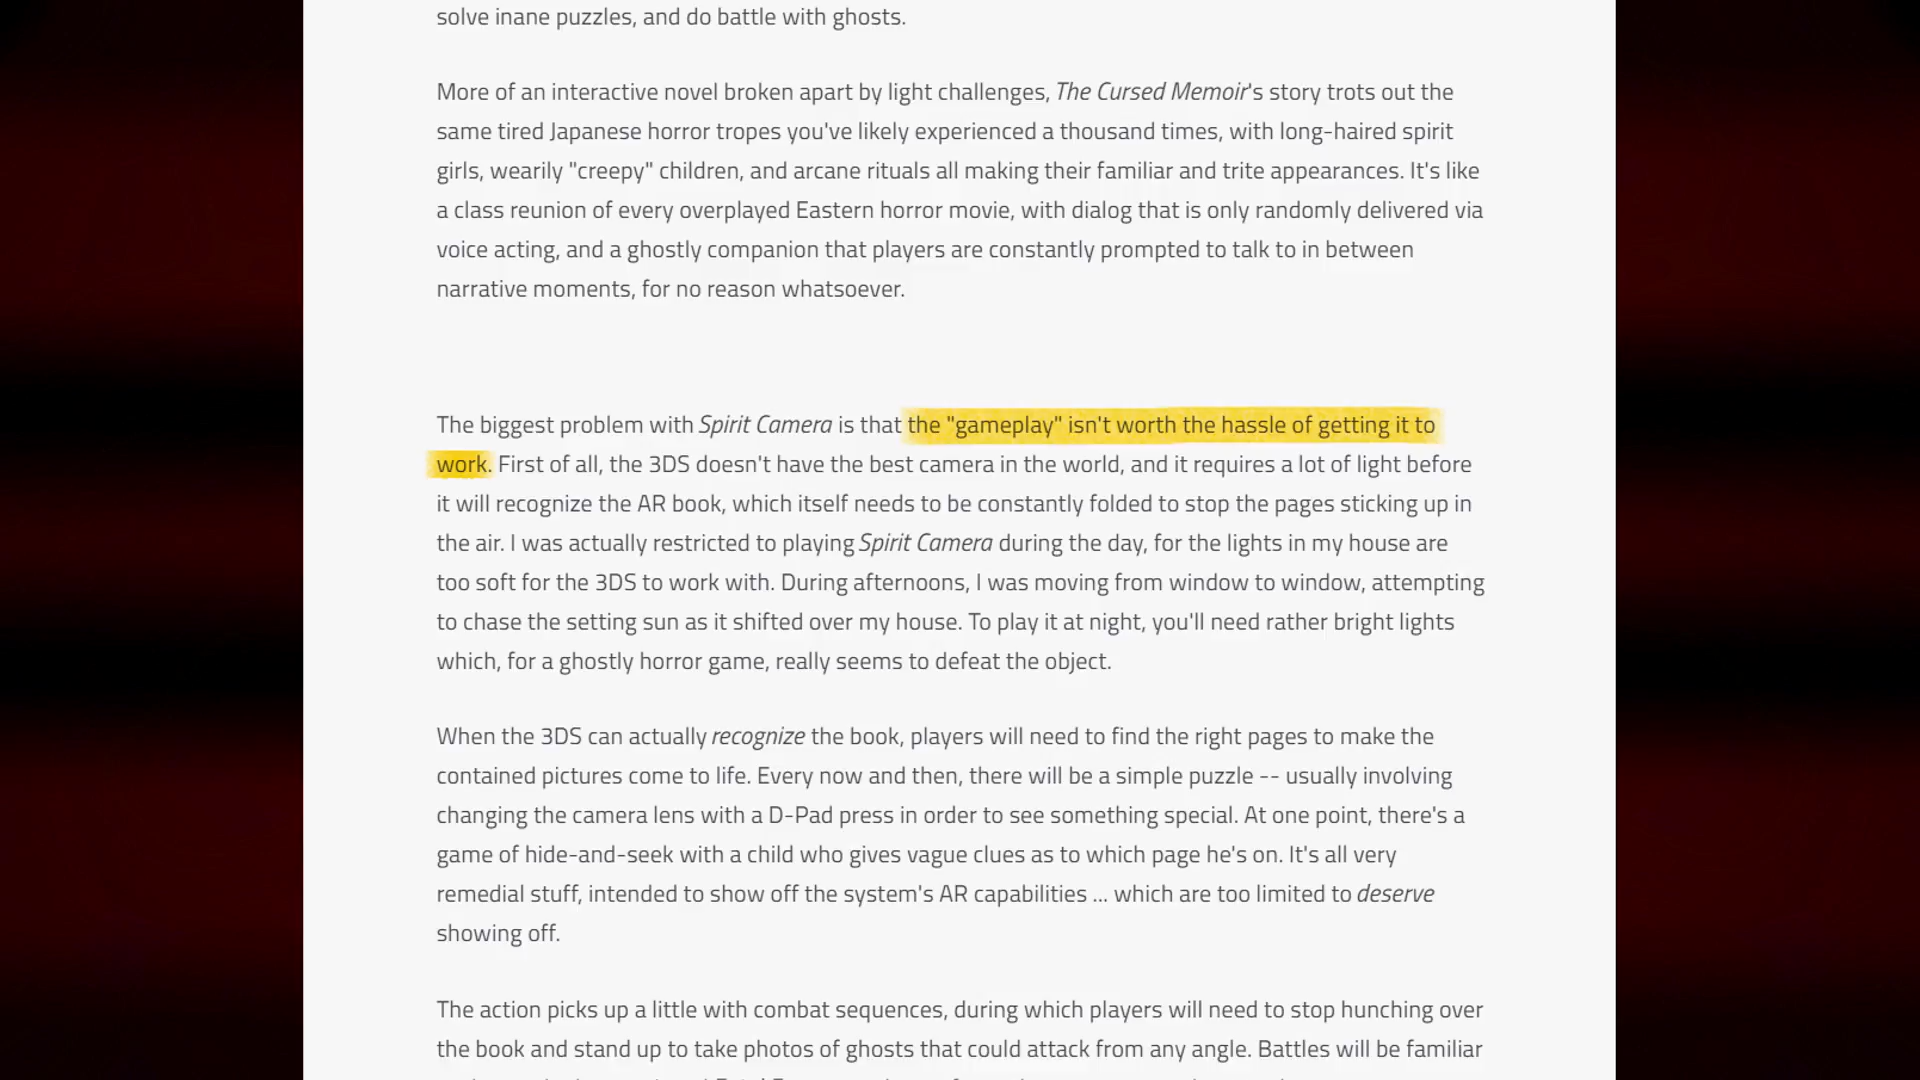 solve inane puzzles, and do battle with ghosts.
More of an interactive novel broken apart by light challenges, The Cursed Memoir's story trots out the
same tired Japanese horror tropes you've likely experienced a thousand times, with long-haired spirit
girls, wearily "creepy" children, and arcane rituals all making their familiar and trite appearances. It's like
a class reunion of every overplayed Eastern horror movie, with dialog that is only randomly delivered via
voice acting, and a ghostly companion that players are constantly prompted to talk to in between
narrative moments, for no reason whatsoever.
The biggest problem with Spirit Camera is that the "gameplay" isn't worth the hassle of getting it to
work. First of all, the 3DS doesn't have the best camera in the world, and it requires a lot of light before
it will recognize the AR book, which itself needs to be constantly folded to stop the pages sticking up in
the air. I was actually restricted to playing Spirit Camera during the day, for the lights in my house are
too soft for the 3DS to work with. During afternoons, I was moving from window to window, attempting
to chase the setting sun as it shifted over my house. To play it at night, you'll need rather bright lights
which, for a ghostly horror game, really seems to defeat the object.
When the 3DS can actually recognize the book, players will need to find the right pages to make the
contained pictures come to life. Every now and then, there will be a simple puzzle -- usually involving
changing the camera lens with a D-Pad press in order to see something special. At one point, there's a
game of hide-and-seek with a child who gives vague clues as to which page he's on. It's all very
remedial stuff, intended to show off the system's AR capabilities ... which are too limited to deserve
showing off.
The action picks up a little with combat sequences, during which players will need to stop hunching over
the book and stand up to take photos of ghosts that could attack from any angle. Battles will be familiar